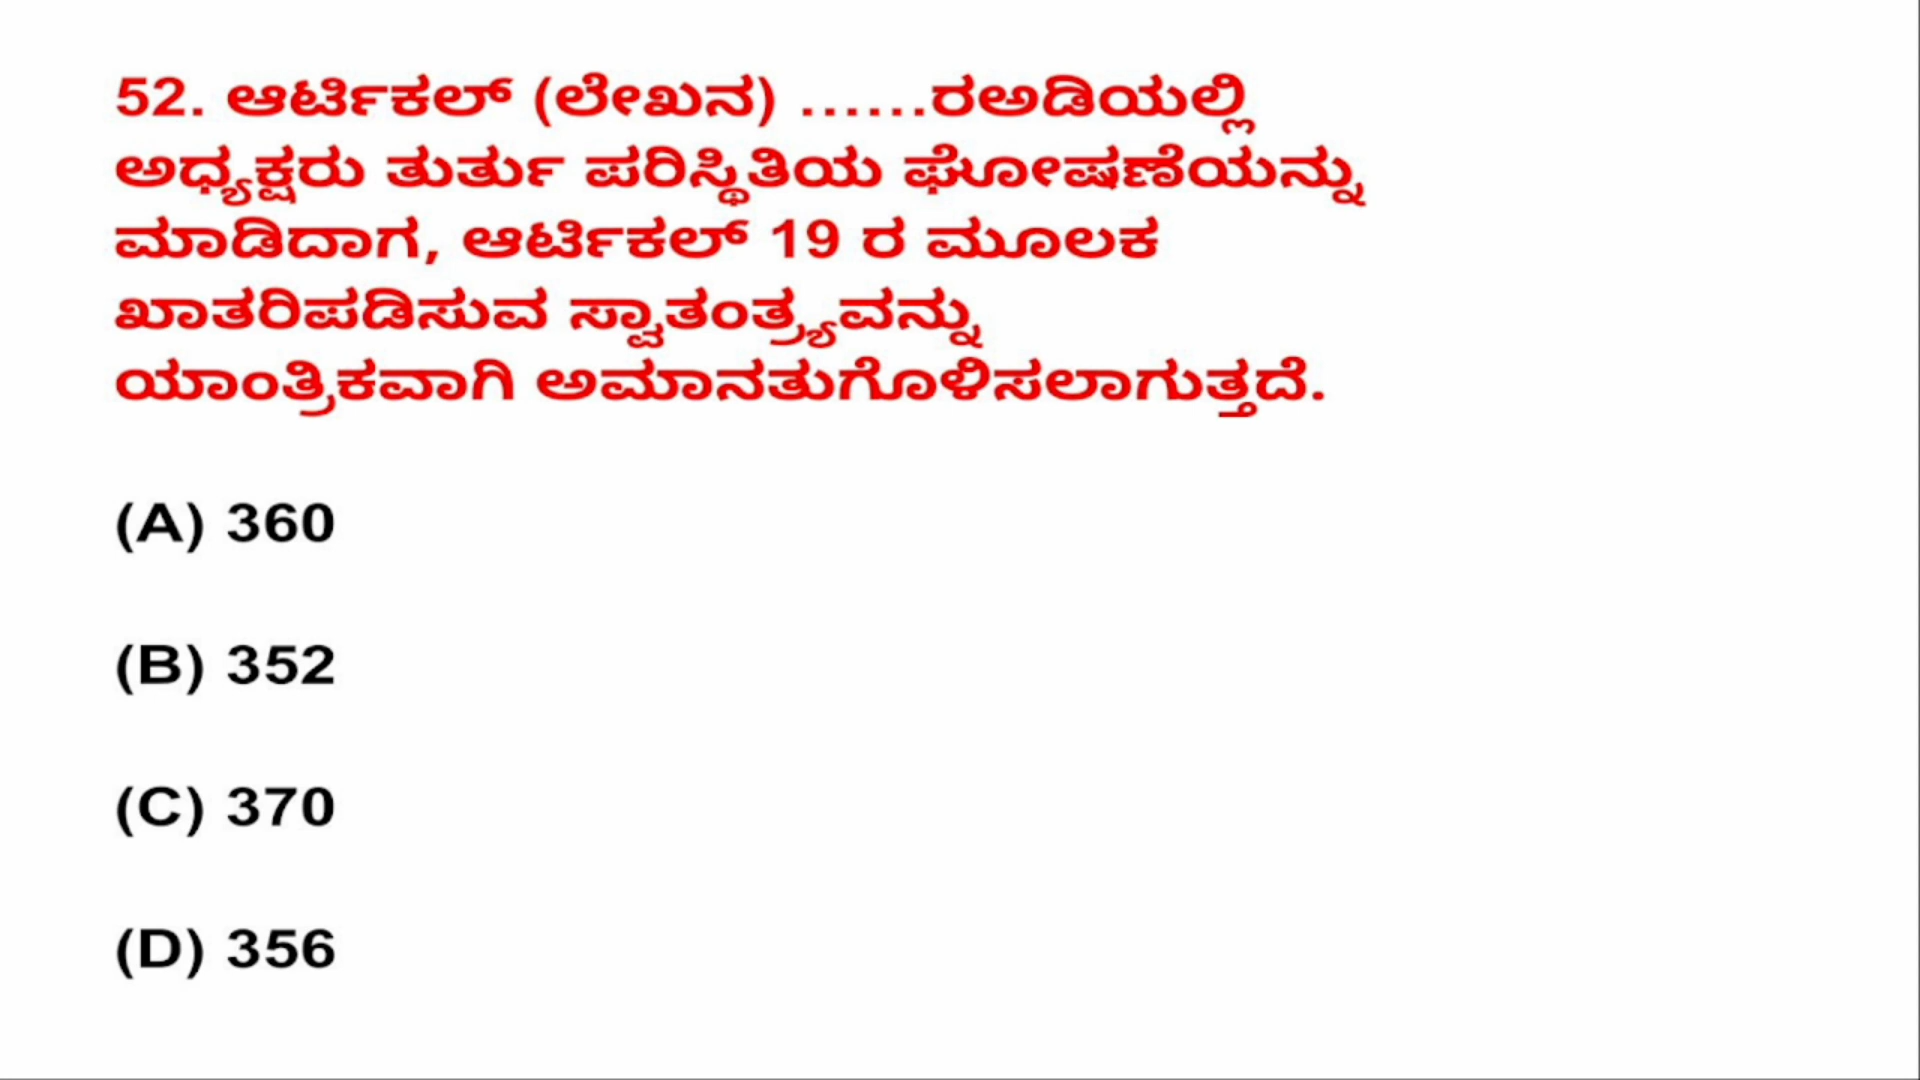 52. ಆರ್ಟಿಕಲ್ (ಲೇಖನ) ......ರಅಡಿಯಲ್ಲಿ
ಅಧ್ಯಕ್ಷರು ತುರ್ತು ಪರಿಸ್ಥಿತಿಯ ಘೋಷಣೆಯನ್ನು
ಮಾಡಿದಾಗ, ಆರ್ಟಿಕಲ್ 19 ರ ಮೂಲಕ
ಖಾತರಿಪಡಿಸುವ ಸ್ವಾತಂತ್ರ್ಯವನ್ನು
ಯಾಂತ್ರಿಕವಾಗಿ ಅಮಾನತುಗೊಳಿಸಲಾಗುತ್ತದೆ.
(A) 360
(B) 352
(C) 370
(D) 356